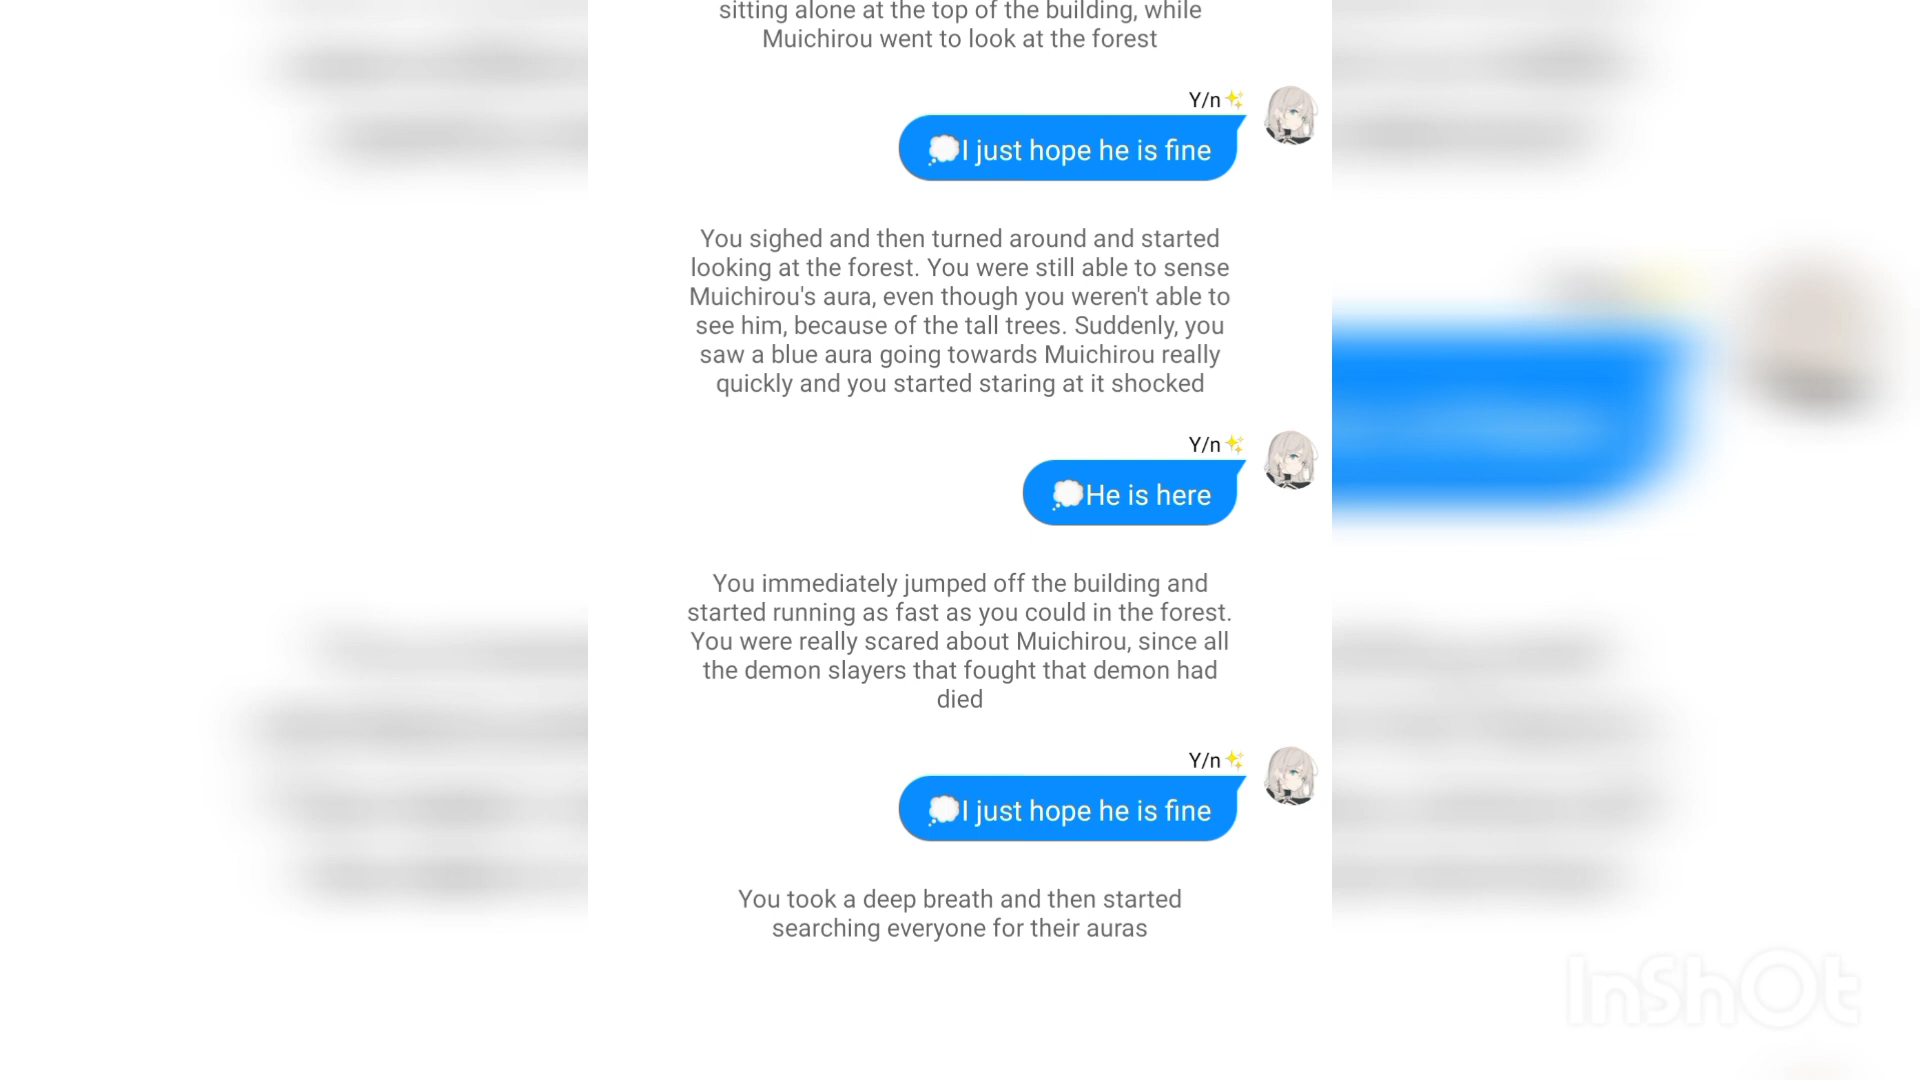 sitting alone at the top of the building, while
Muichirou went to look at the forest
Y/n✨
💭I just hope he is fine
You sighed and then turned around and started
looking at the forest. You were still able to sense
Muichirou's aura, even though you weren't able to
see him, because of the tall trees. Suddenly, you
saw a blue aura going towards Muichirou really
quickly and you started staring at it shocked
Y/n✨
💭He is here
You immediately jumped off the building and
started running as fast as you could in the forest.
You were really scared about Muichirou, since all
the demon slayers that fought that demon had
died
Y/n✨
💭I just hope he is fine
You took a deep breath and then started
searching everyone for their auras
InShOt